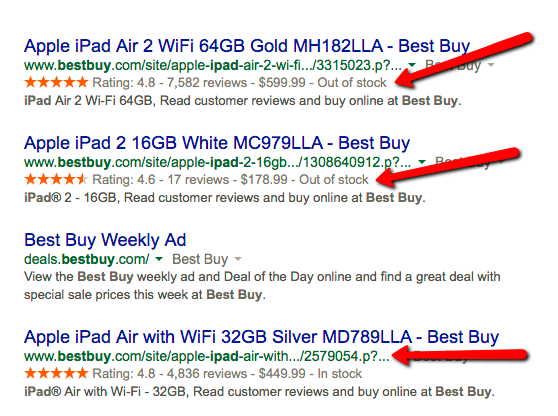 Apple iPad Air 2 WiFi 64GB Gold MH182LLA - Best Buy
www.bestbuy.com/site/apple-ipad-air-2-wi-fi.../3315023.p?... Best Buy
Rating: 4.8 - 7,582 reviews - $599.99 - Out of stock
iPad Air 2 Wi-Fi 64GB, Read customer reviews and buy online at Best Buy.
Apple iPad 2 16GB White MC979LLA - Best Buy
www.bestbuy.com/site/apple-ipad-2-16gb.../1308640912.p?... Best Buy
Rating: 4.6 - 17 reviews - $178.99 - Out of stock
iPad® 2 - 16GB, Read customer reviews and buy online at Best Buy.
Best Buy Weekly Ad
deals.bestbuy.com/ Best Buy
View the Best Buy weekly ad and Deal of the Day online and find a great deal with
special sale prices this week at Best Buy.
Apple iPad Air with WiFi 32GB Silver MD789LLA - Best Buy
www.bestbuy.com/site/apple-ipad-air-with.../2579054.p?... Best Buy
Rating: 4.8 - 4,836 reviews - $449.99 - In stock
iPad® Air with Wi-Fi - 32GB, Read customer reviews and buy online at Best Buy.